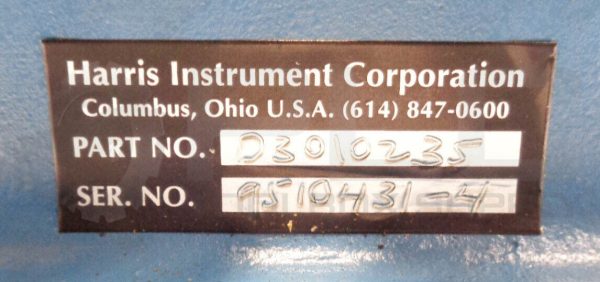 Harris Instrument Corporation
Columbus, Ohio U.S.A. (614) 847-0600
PART NO. D3010235
SER. NO. 9510431-4